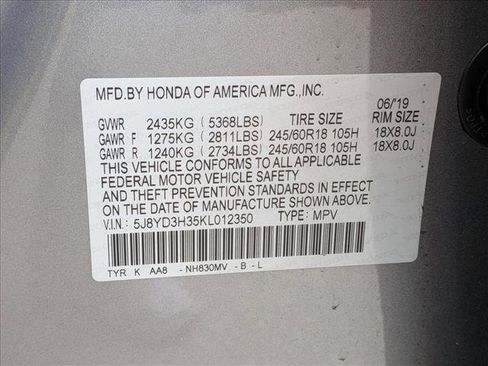 MFD.BY HONDA OF AMERICA MFG.,INC.
06/'19
GVWR 2435KG (5368LBS) TIRE SIZE RIM SIZE
GAWR F 1275KG (2811LBS) 245/60R18 105H 18X8.0J
GAWR R 1240KG (2734LBS) 245/60R18 105H 18X8.0J
THIS VEHICLE CONFORMS TO ALL APPLICABLE
FEDERAL MOTOR VEHICLE SAFETY
AND THEFT PREVENTION STANDARDS IN EFFECT
ON THE DATE OF MANUFACTURE SHOWN ABOVE.
V.I.N.: 5J8YD3H35KL012350 TYPE: MPV
TYR K AA8 -NH830MV -B -L